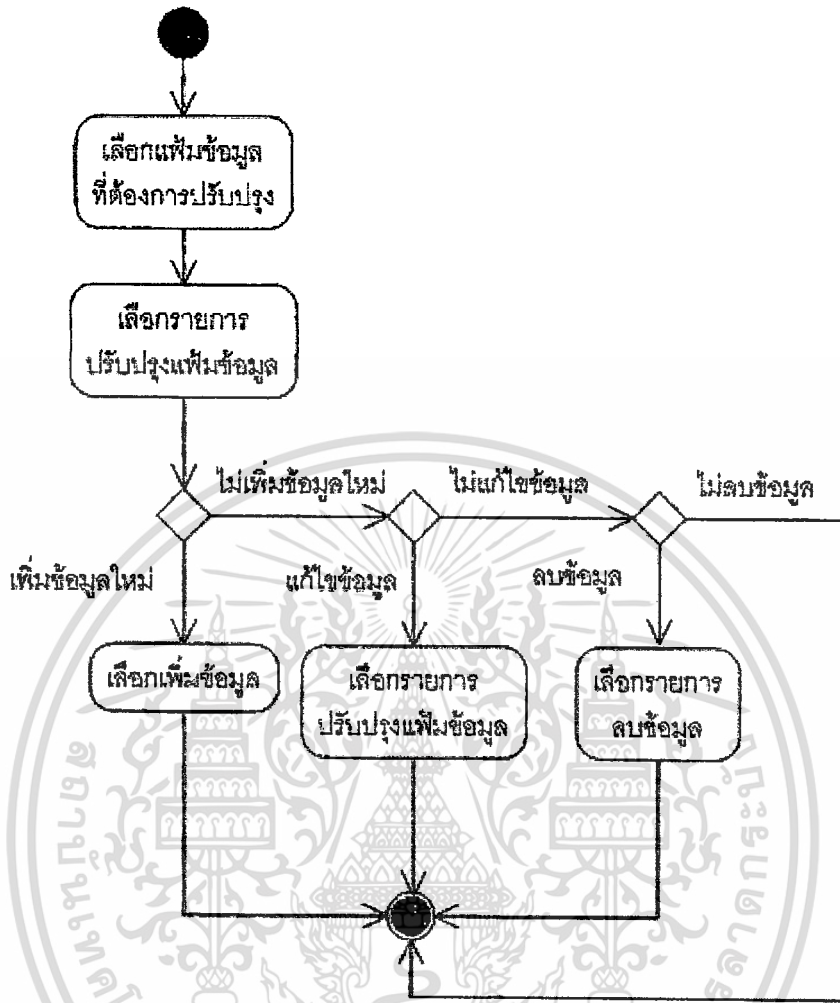 เลือกแฟ้มข้อมูล
ที่ต้องการปรับปรุง
เลือกรายการ
ปรับปรุงแฟ้มข้อมูล
ไม่เพิ่มข้อมูลใหม่
ไม่แก้ไขข้อมูล
ไม่ลบข้อมูล
เพิ่มข้อมูลใหม่
แก้ไขข้อมูล
ลบข้อมูล
เลือกเพิ่มข้อมูล
เลือกรายการ
ปรับปรุงแฟ้มข้อมูล
เลือกรายการ
ลบข้อมูล